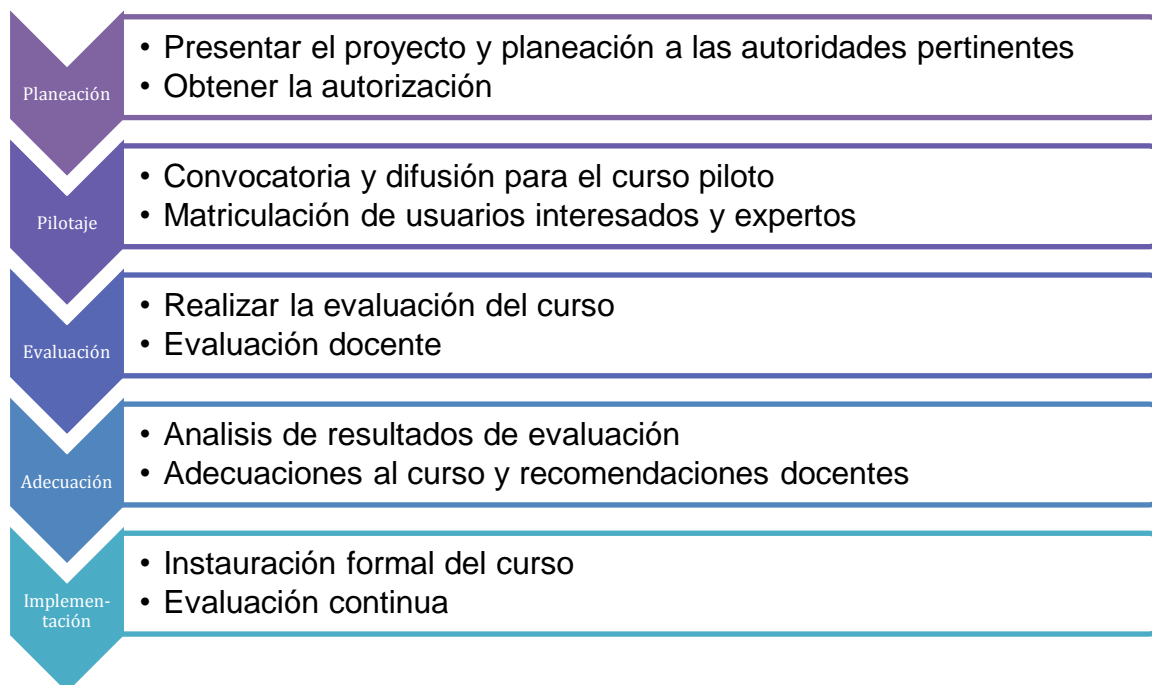 Planeación
• Presentar el proyecto y planeación a las autoridades pertinentes
• Obtener la autorización
Pilotaje
• Convocatoria y difusión para el curso piloto
• Matriculación de usuarios interesados y expertos
Evaluación
• Realizar la evaluación del curso
• Evaluación docente
Adecuación
• Analisis de resultados de evaluación
• Adecuaciones al curso y recomendaciones docentes
Implemen-
tación
• Instauración formal del curso
• Evaluación continua